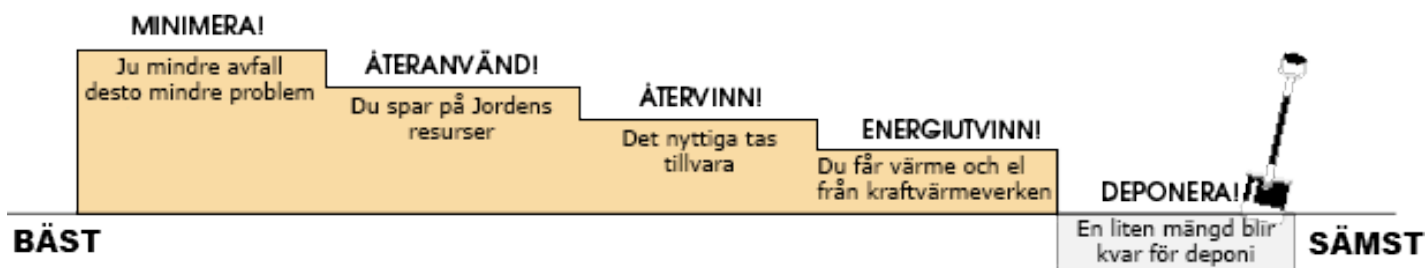 MINIMERA!
Ju mindre avfall
desto mindre problem
ÅTERANVÄND!
Du spar på Jordens
resurser
ÅTERVINN!
Det nyttiga tas
tillvara
ENERGIUTVINN!
Du får värme och el
från kraftvärmeverken
DEPONERA!
En liten mängd blir
kvar för deponi
BÄST
SÄMST